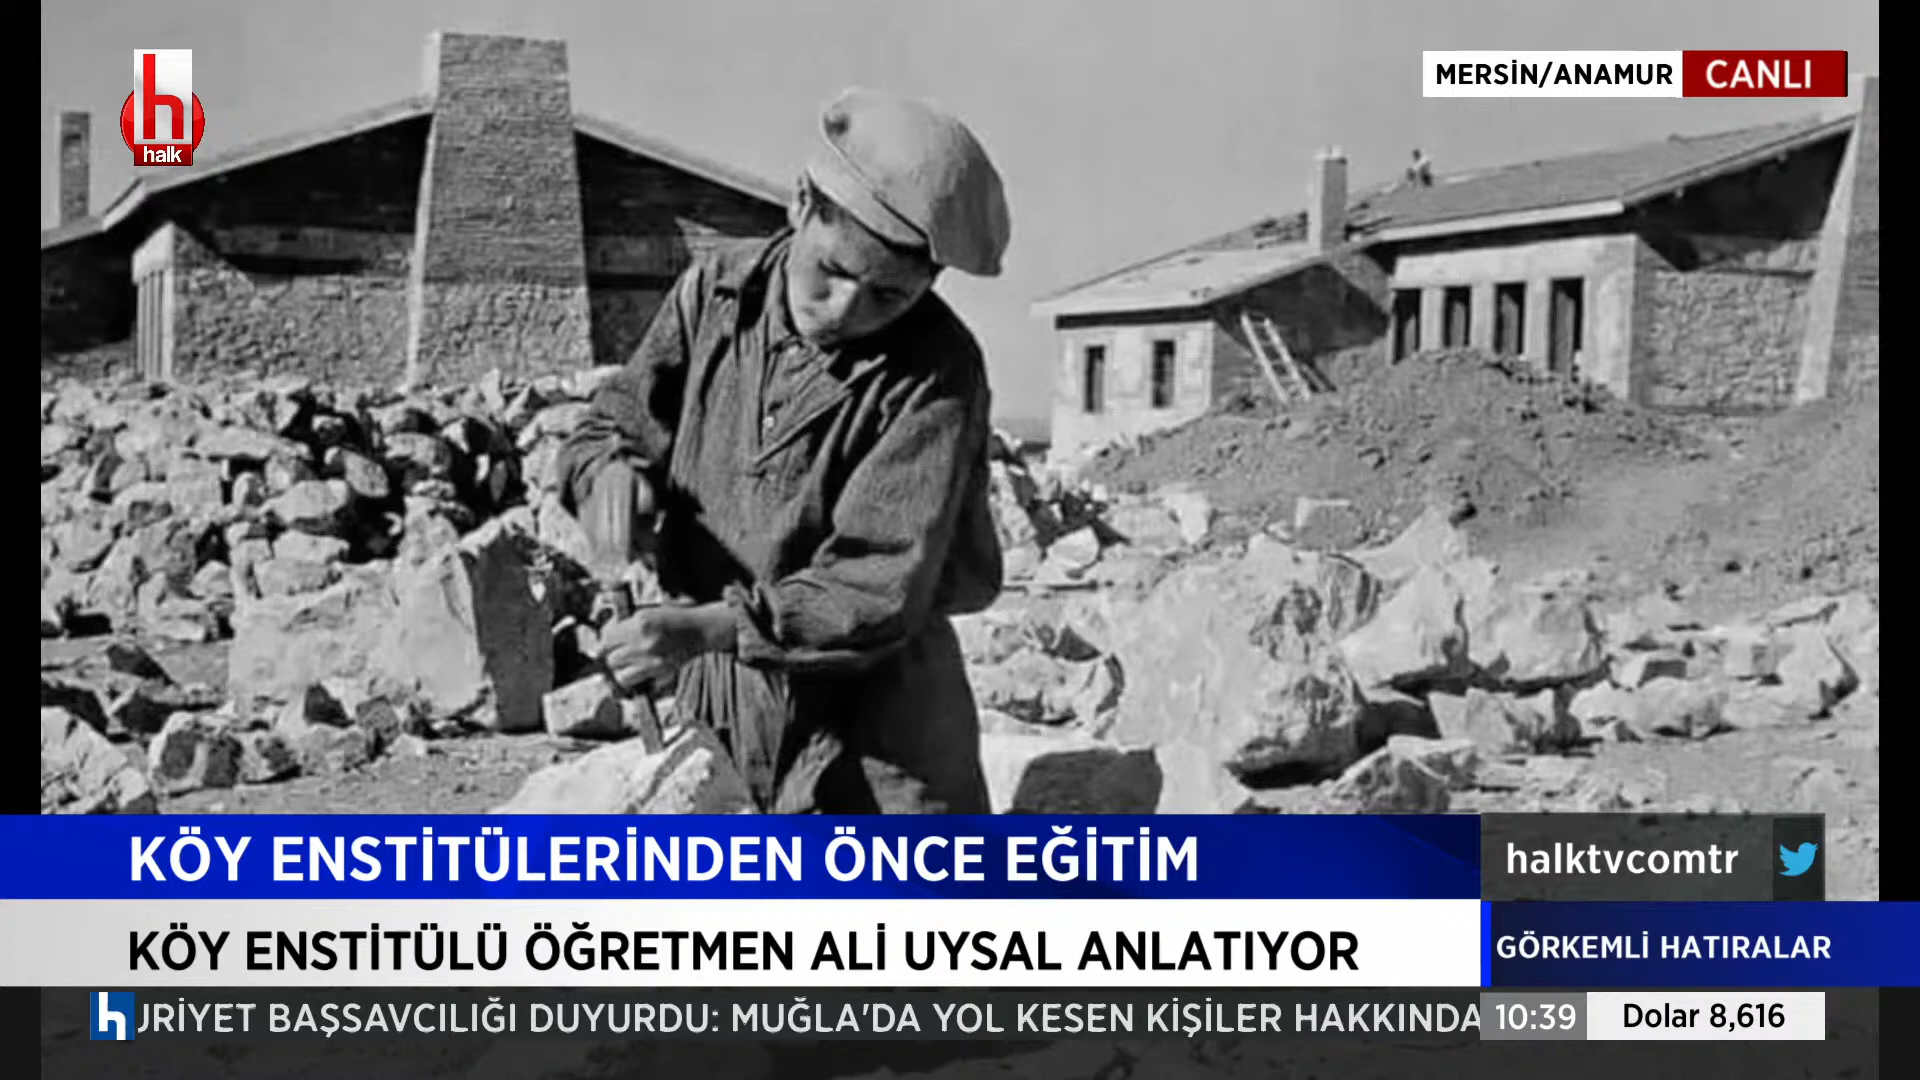 h
halk
MERSİN/ANAMUR CANLI
KÖY ENSTİTÜLERİNDEN ÖNCE EĞİTİM
halktvcomtr
KÖY ENSTİTÜLÜ ÖĞRETMEN ALİ UYSAL ANLATIYOR
GÖRKEMLİ HATIRALAR
h URİYET BAŞSAVCILIĞI DUYURDU: MUĞLA'DA YOL KESEN KİŞİLER HAKKINDA
10:39
Dolar 8,616